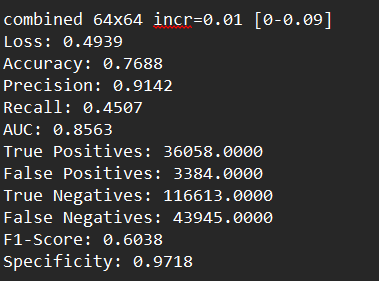 combined 64x64 incr=0.01 [0-0.09]
Loss: 0.4939
Accuracy: 0.7688
Precision: 0.9142
Recall: 0.4507
AUC: 0.8563
True Positives: 36058.0000
False Positives: 3384.0000
True Negatives: 116613.0000
False Negatives: 43945.0000
F1-Score: 0.6038
Specificity: 0.9718